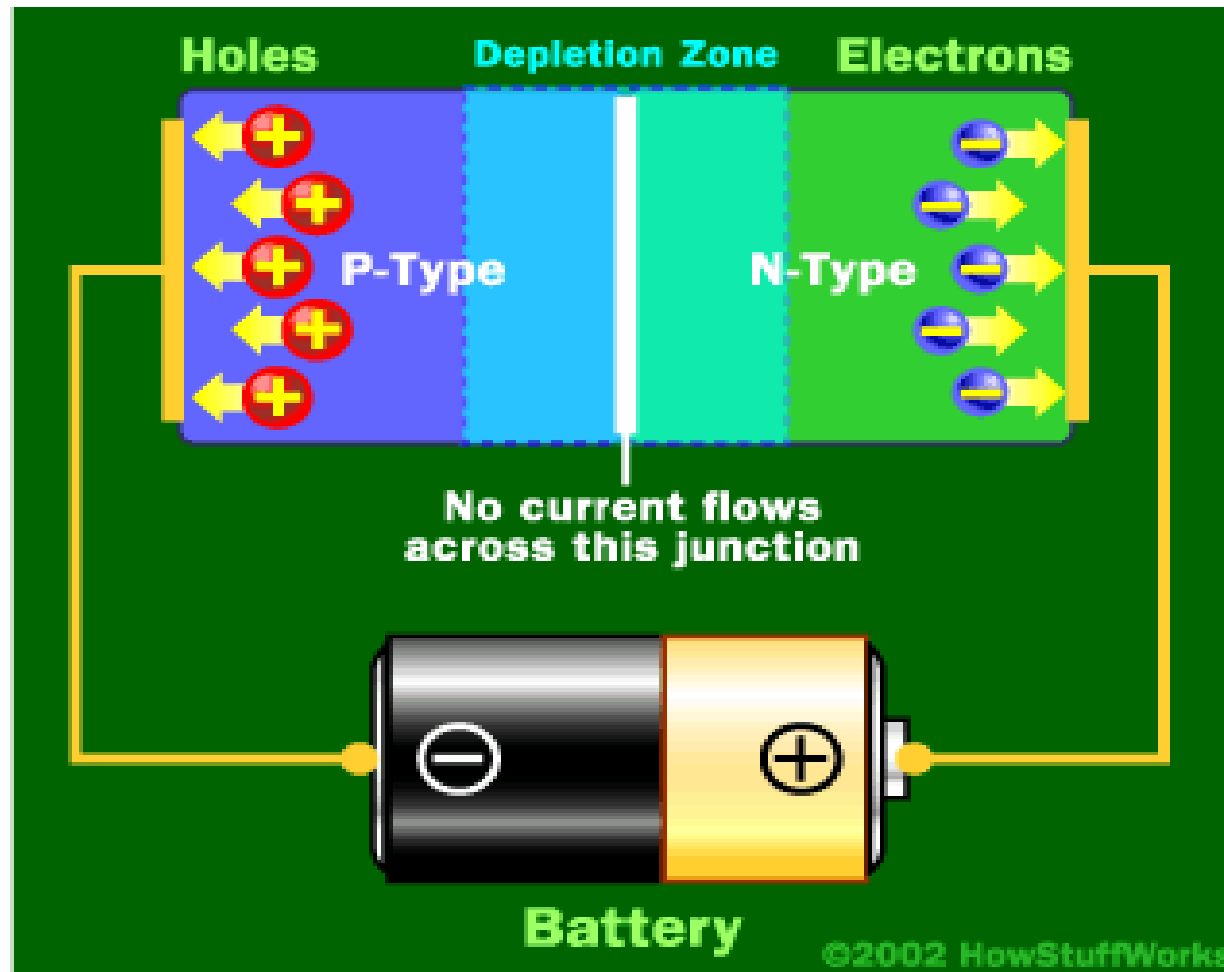 Holes
Depletion Zone
Electrons
P-Type
N-Type
No current flows
across this junction
Battery
©2002 HowStuffWorks